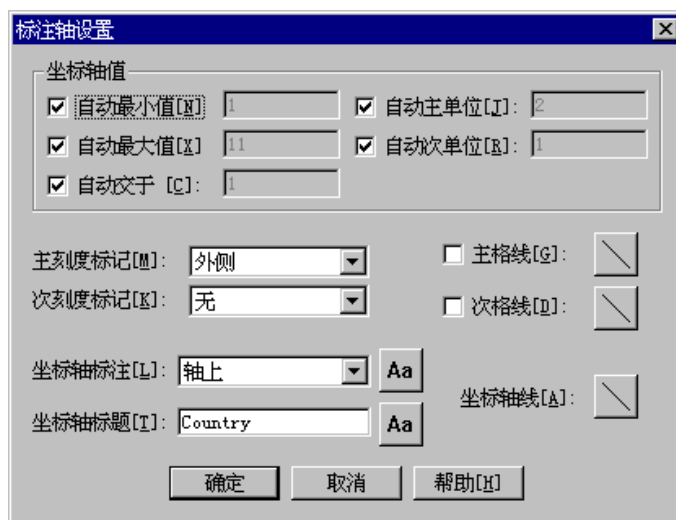 标注轴设置
坐标轴值
自动最小值[N] 1 自动主单位[J]: 2
自动最大值[X] 11 自动次单位[R]: 1
自动交于 [C]: 1
主刻度标记[M]: 外侧 主格线[G]:
次刻度标记[K]: 无 次格线[D]:
坐标轴标注[L]: 轴上 Aa
坐标轴线[A]:
坐标轴标题[T]: Country Aa
确定 取消 帮助[H]